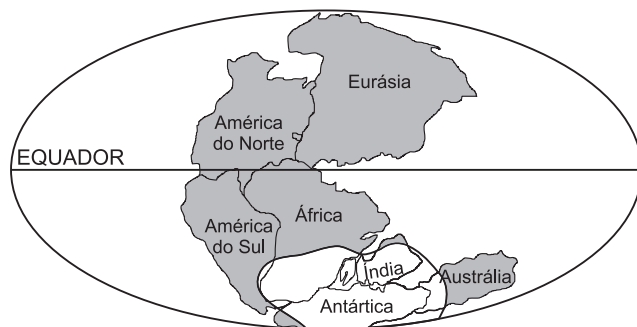 Eurásia
América
do Norte
EQUADOR
América
do Sul
África
Índia
Austrália
Antártica